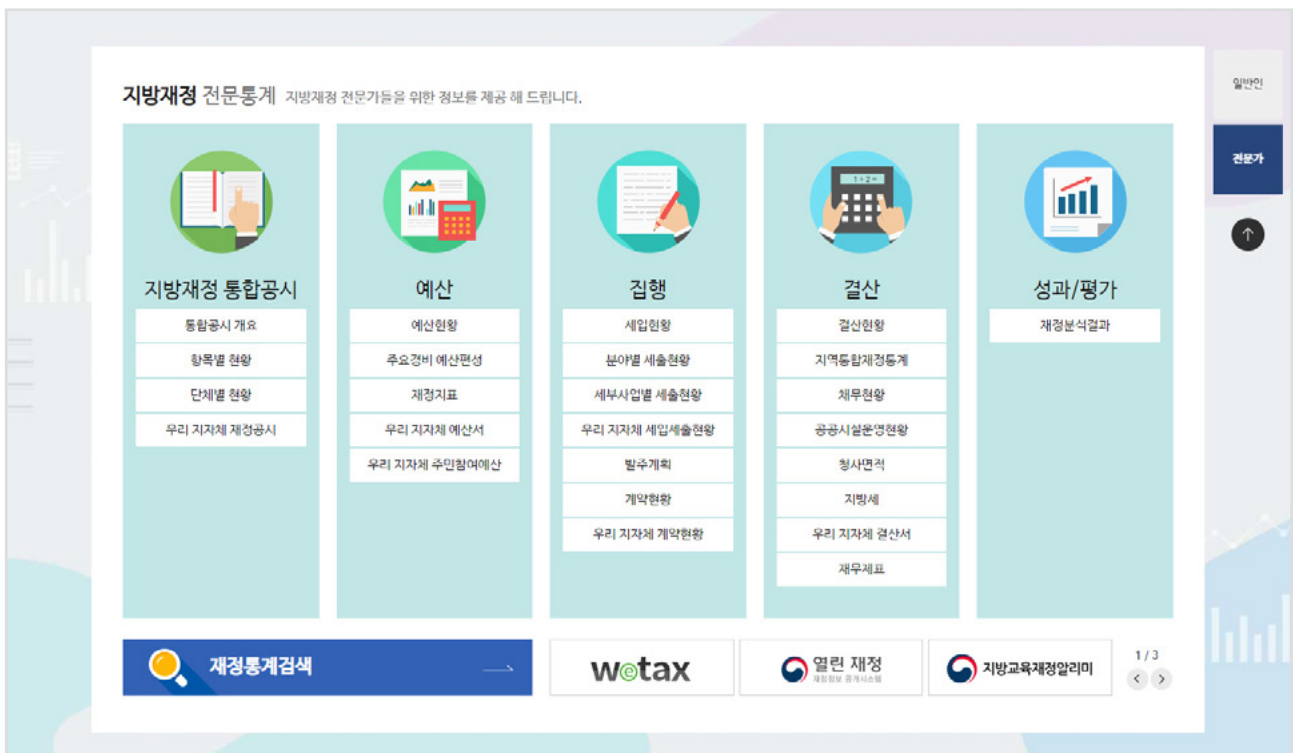 지방재정 전문통계 지방재정 전문가들을 위한 정보를 제공 해 드립니다.
일반인
전문가
지방재정 통합공시
통합공시 개요
항목별 현황
단체별 현황
우리 지자체 재정공시
예산
예산현황
주요경비 예산편성
재정지표
우리 지자체 예산서
우리 지자체 주민참여예산
집행
세입현황
분야별 세출현황
세부사업별 세출현황
우리 지자체 세입세출현황
발주계획
계약현황
우리 지자체 계약현황
1+2=
결산
결산현황
지역통합재정통계
채무현황
공공시설운영현황
청사면적
지방세
우리 지자체 결산서
재무제표
성과/평가
재정분석결과
재정통계검색
wetax
열린 재정
재정정보 공개시스템
지방교육재정알리미
1 / 3